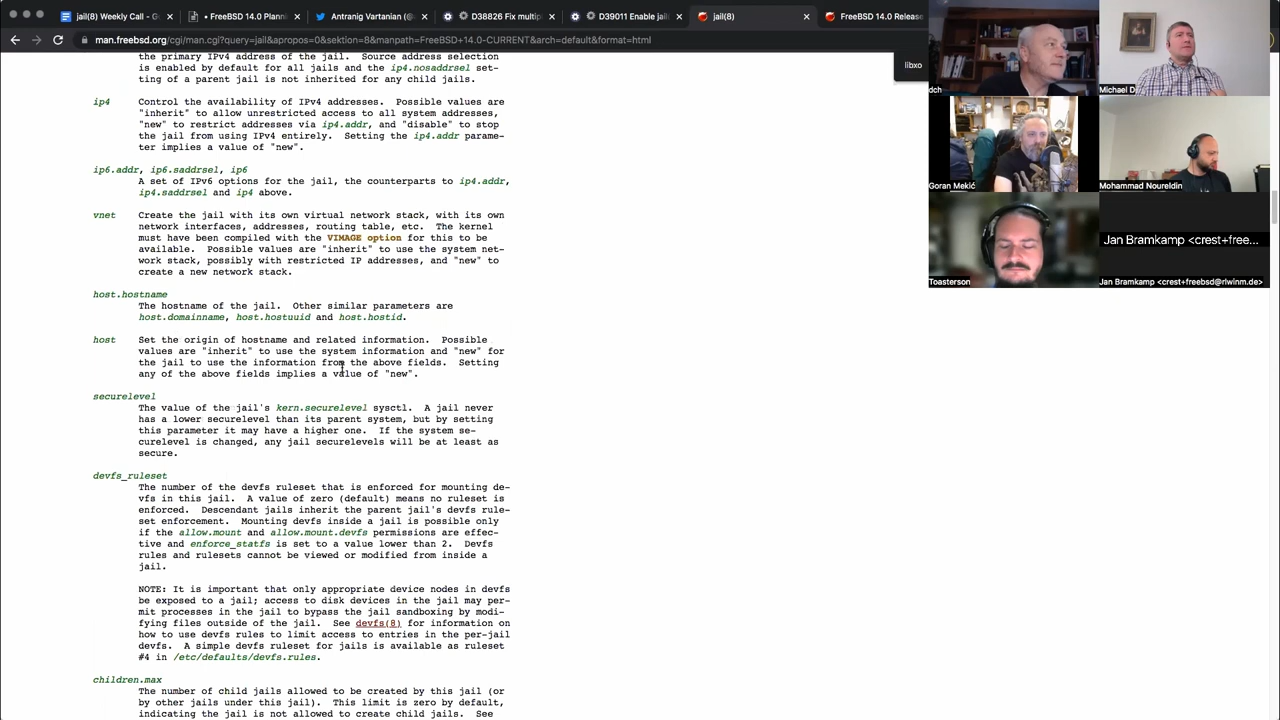 jail(8) Weekly Call - G
• FreeBSD 14.0 Planni
Antranig Vartanian (@
D38826 Fix multip
D39011 Enable jail
jail(8)
FreeBSD 14.0 Release
man.freebsd.org/cgi/man.cgi?query=jail&apropos=0&sektion=8&manpath=FreeBSD+14.0-CURRENT&arch=default&format=html
libxo
the primary IPv4 address of the jail. Source address selection
is enabled by default for all jails and the ip4.nosaddrsel set-
ting of a parent jail is not inherited for any child jails.
ip4 Control the availability of IPv4 addresses. Possible values are
"inherit" to allow unrestricted access to all system addresses,
"new" to restrict addresses via ip4.addr, and "disable" to stop
the jail from using IPv4 entirely. Setting the ip4.addr parame-
ter implies a value of "new".
ip6.addr, ip6.saddrsel, ip6
A set of IPv6 options for the jail, the counterparts to ip4.addr,
ip4.saddrsel and ip4 above.
vnet Create the jail with its own virtual network stack, with its own
network interfaces, addresses, routing table, etc. The kernel
must have been compiled with the VIMAGE option for this to be
available. Possible values are "inherit" to use the system net-
work stack, possibly with restricted IP addresses, and "new" to
create a new network stack.
host.hostname
The hostname of the jail. Other similar parameters are
host.domainname, host.hostuuid and host.hostid.
host Set the origin of hostname and related information. Possible
values are "inherit" to use the system information and "new" for
the jail to use the information from the above fields. Setting
any of the above fields implies a value of "new".
securelevel
The value of the jail's kern.securelevel sysctl. A jail never
has a lower securelevel than its parent system, but by setting
this parameter it may have a higher one. If the system se-
curelevel is changed, any jail securelevels will be at least as
secure.
devfs_ruleset
The number of the devfs ruleset that is enforced for mounting de-
vfs in this jail. A value of zero (default) means no ruleset is
enforced. Descendant jails inherit the parent jail's devfs rule-
set enforcement. Mounting devfs inside a jail is possible only
if the allow.mount and allow.mount.devfs permissions are effec-
tive and enforce_statfs is set to a value lower than 2. Devfs
rules and rulesets cannot be viewed or modified from inside a
jail.
NOTE: It is important that only appropriate device nodes in devfs
be exposed to a jail; access to disk devices in the jail may per-
mit processes in the jail to bypass the jail sandboxing by modi-
fying files outside of the jail. See devfs(8) for information on
how to use devfs rules to limit access to entries in the per-jail
devfs. A simple devfs ruleset for jails is available as ruleset
#4 in /etc/defaults/devfs.rules.
children.max
The number of child jails allowed to be created by this jail (or
by other jails under this jail). This limit is zero by default,
indicating the jail is not allowed to create child jails. See
dch
Michael D
Goran Mekić
Mohammad Noureldin
Toasterson
Jan Bramkamp <crest+free...
Jan Bramkamp <crest+freebsd@rlwinm.de>